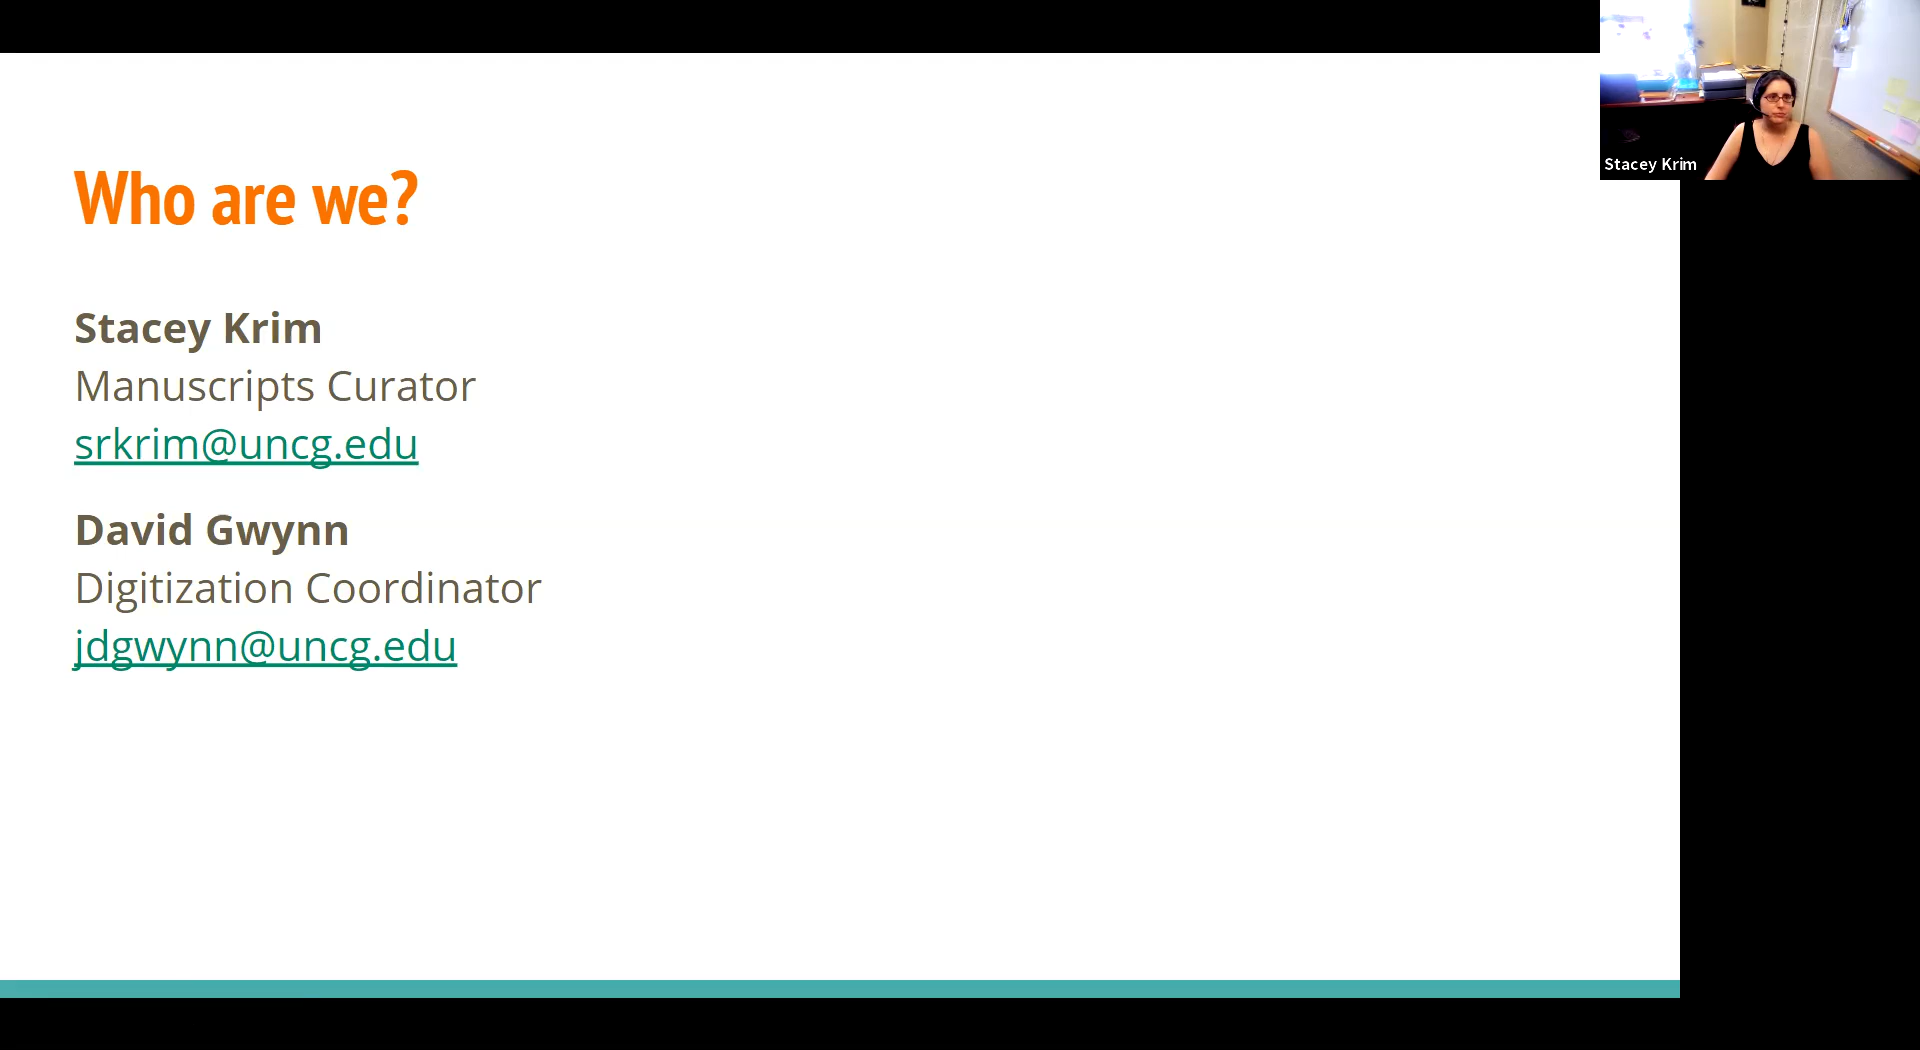 Who are we?
Stacey Krim
Manuscripts Curator
srkrim@uncg.edu
David Gwynn
Digitization Coordinator
jdgwynn@uncg.edu
Stacey Krim